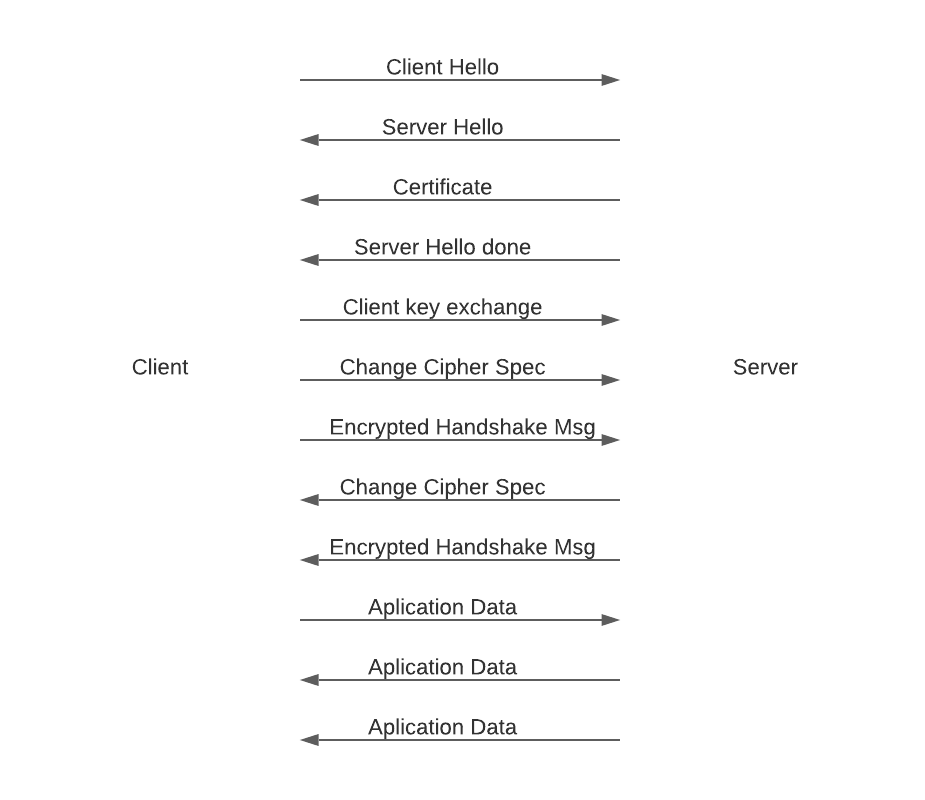 Client Hello
Server Hello
Certificate
Server Hello done
Client key exchange
Client
Change Cipher Spec
Server
Encrypted Handshake Msg
Change Cipher Spec
Encrypted Handshake Msg
Aplication Data
Aplication Data
Aplication Data